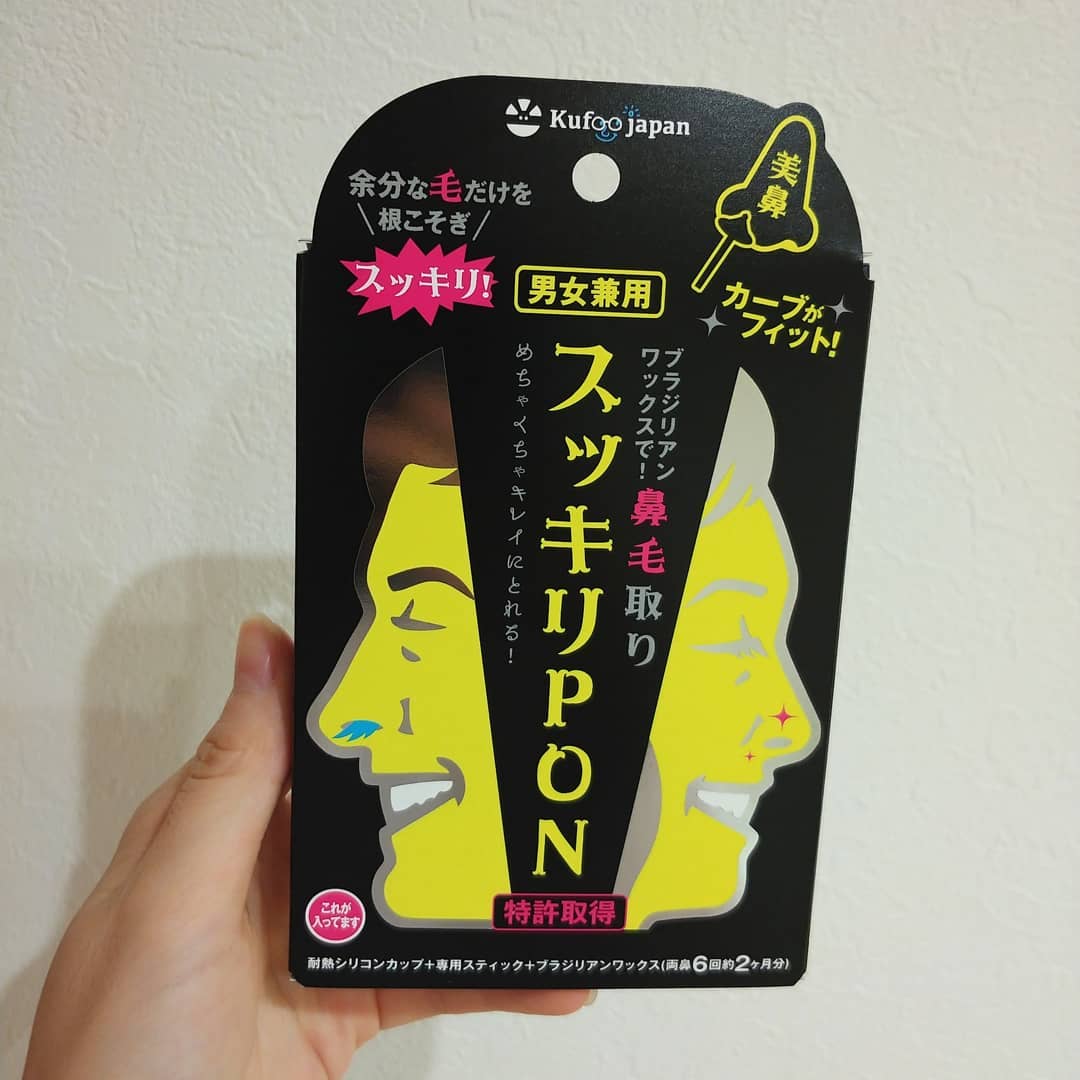 Kufoo japan
余分な毛だけを
根こそぎ
スッキリ!
美鼻
カーブが
フィット!
男女兼用
ブラジリアン
ワックスで!
鼻毛取り
スッキリPON
めちゃくちゃキレイにとれる!
特許取得
これが
入ってます
耐熱シリコンカップ+専用スティック+ブラジリアンワックス(両鼻6回約2ヶ月分)